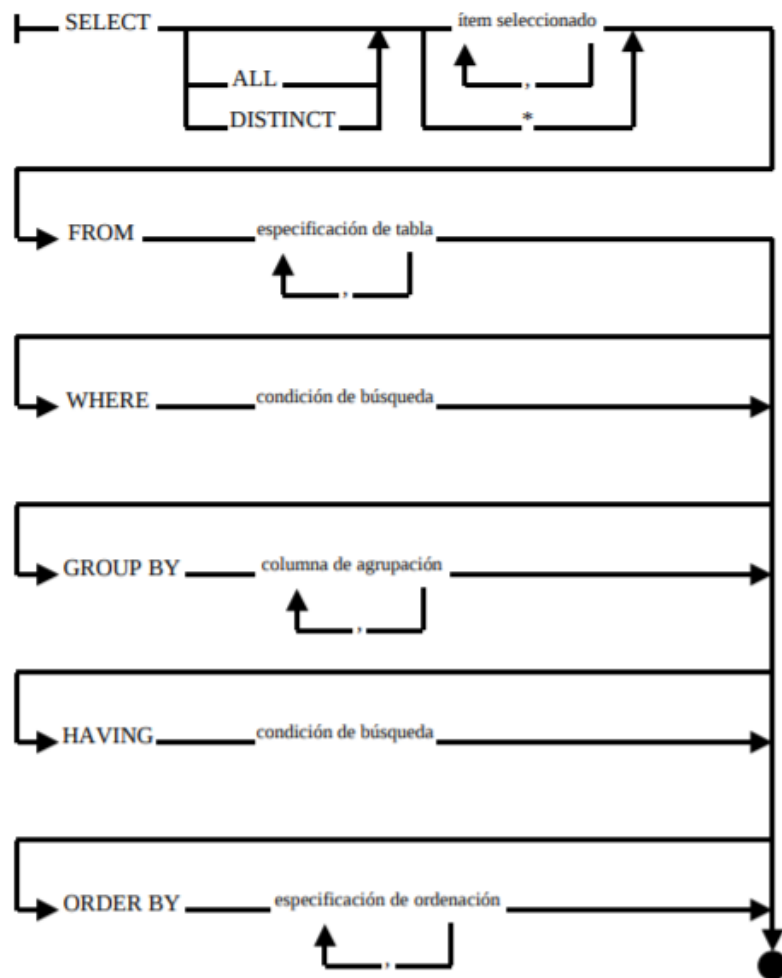 SELECT ítem seleccionado
ALL ,
DISTINCT *
FROM especificación de tabla
,
WHERE condición de búsqueda
GROUP BY columna de agrupación
,
HAVING condición de búsqueda
ORDER BY especificación de ordenación
,